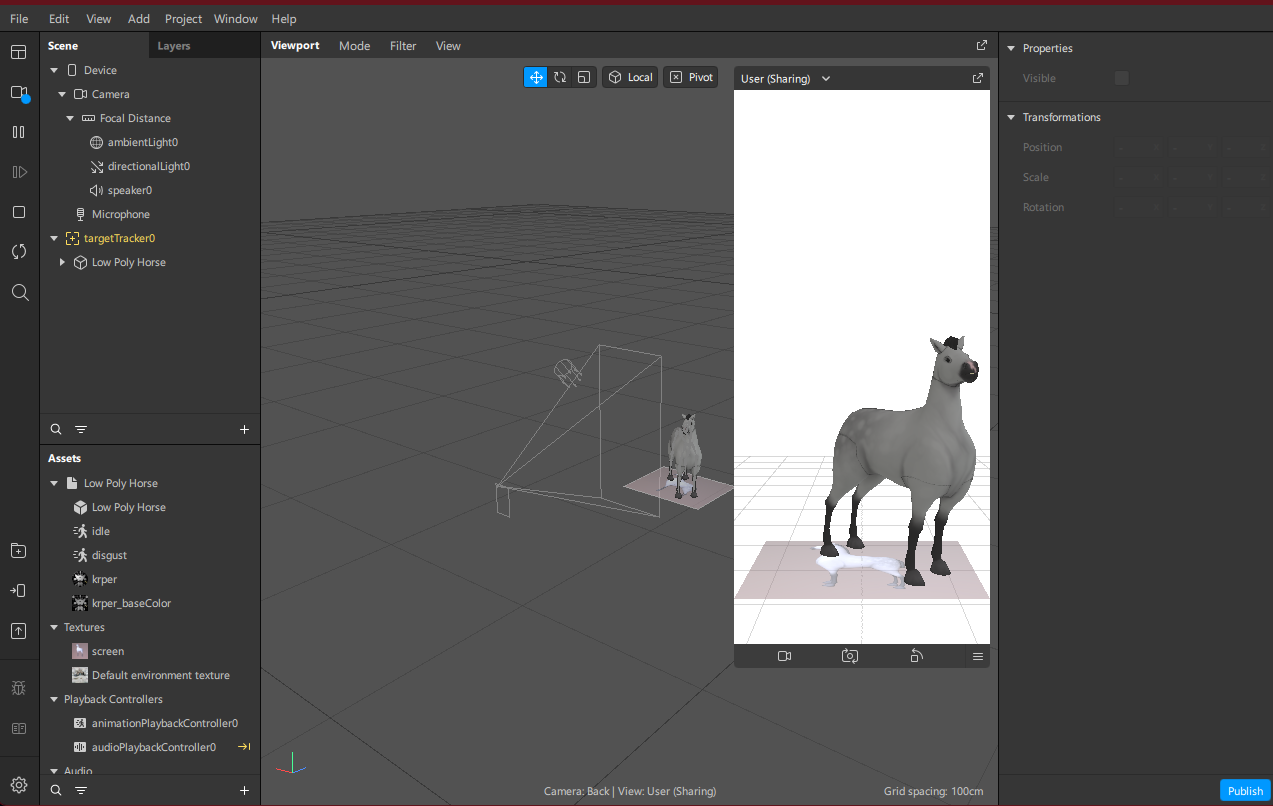 File Edit View Add Project Window Help
Scene Layers
Device
Camera
Focal Distance
ambientLight0
directionalLight0
speaker0
Microphone
targetTracker0
Low Poly Horse
Assets
Low Poly Horse
Low Poly Horse
idle
disgust
krper
krper_baseColor
Textures
screen
Default environment texture
Playback Controllers
animationPlaybackController0
audioPlaybackController0
Audio
Viewport Mode Filter View
Local Pivot
User (Sharing)
Camera: Back | View: User (Sharing) Grid spacing: 100cm
Properties
Visible
Transformations
Position
Scale
Rotation
Publish